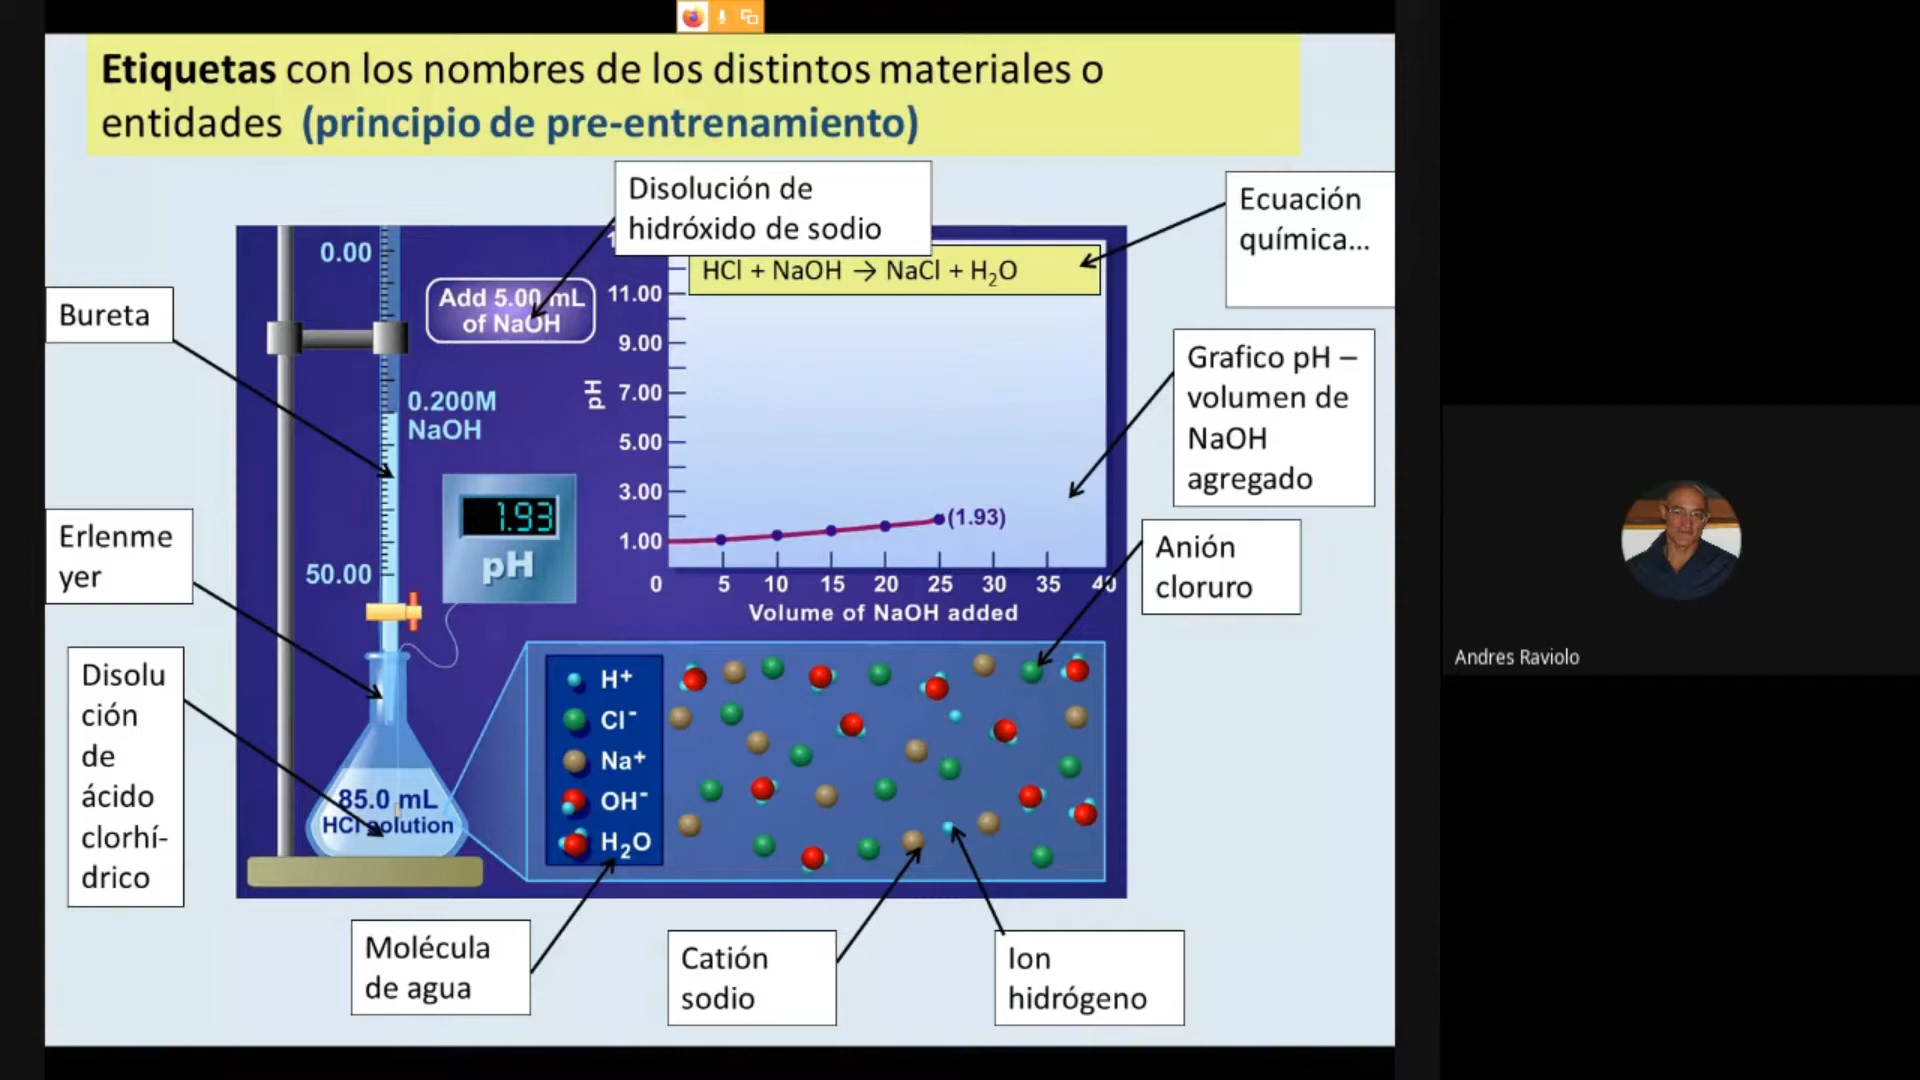 Etiquetas con los nombres de los distintos materiales o
entidades (principio de pre-entrenamiento)
Disolución de
hidróxido de sodio
Ecuación
química...
Bureta
0.00
Add 5.00 mL
of NaOH
HCl + NaOH → NaCl + H₂O
11.00
9.00
7.00
5.00
3.00
1.00
pH
(1.93)
0 5 10 15 20 25 30 35 40
Volume of NaOH added
Grafico pH –
volumen de
NaOH
agregado
0.200M
NaOH
1.93
pH
50.00
Erlenme
yer
Anión
cloruro
Disolu
ción
de
ácido
clorhí-
drico
85.0 mL
HCl solution
H⁺
Cl⁻
Na⁺
OH⁻
H₂O
Molécula
de agua
Catión
sodio
Ion
hidrógeno
Andres Raviolo